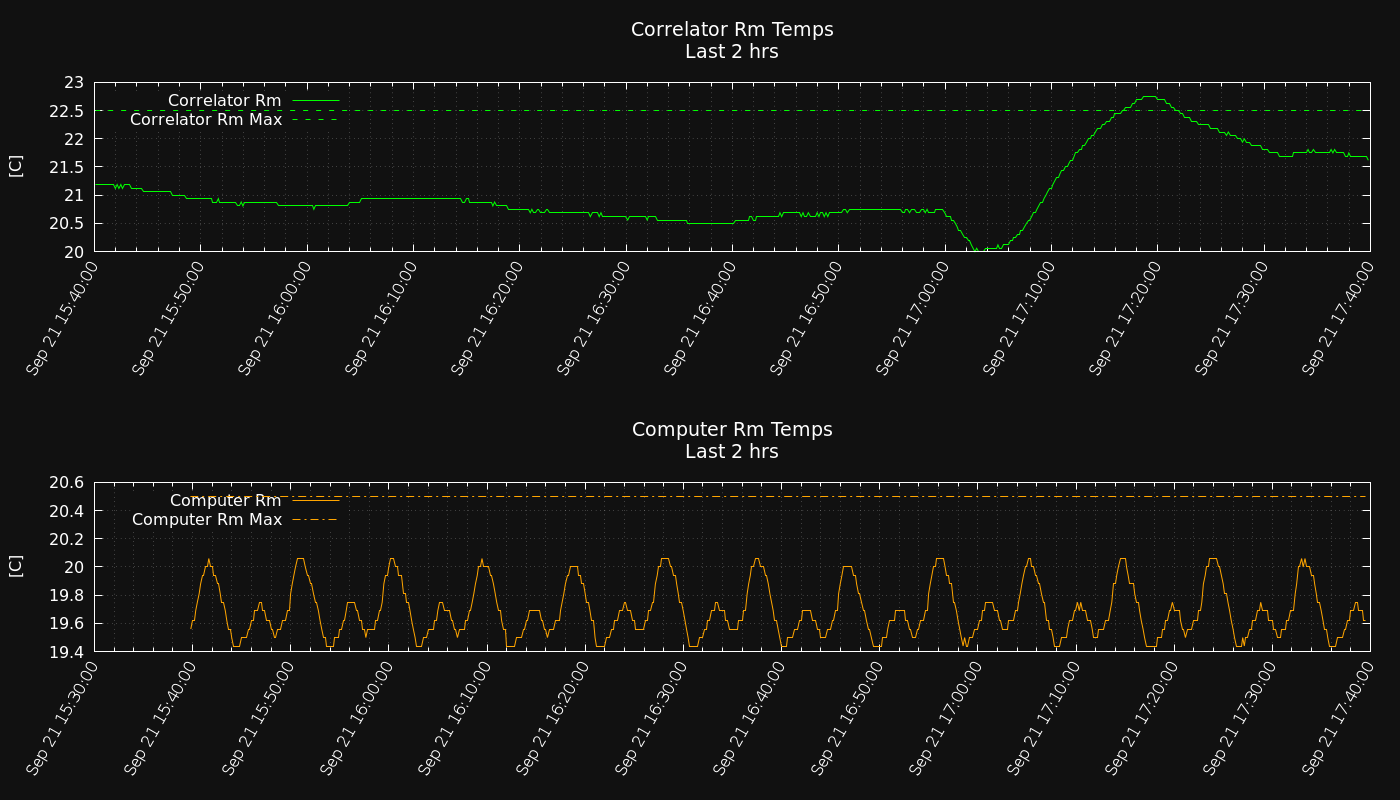 Correlator Rm Temps
Last 2 hrs
23
22.5
22
21.5
21
20.5
20
[C]
Correlator Rm
Correlator Rm Max
Sep 21 15:40:00
Sep 21 15:50:00
Sep 21 16:00:00
Sep 21 16:10:00
Sep 21 16:20:00
Sep 21 16:30:00
Sep 21 16:40:00
Sep 21 16:50:00
Sep 21 17:00:00
Sep 21 17:10:00
Sep 21 17:20:00
Sep 21 17:30:00
Sep 21 17:40:00
Computer Rm Temps
Last 2 hrs
20.6
20.4
20.2
20
19.8
19.6
19.4
[C]
Computer Rm
Computer Rm Max
Sep 21 15:30:00
Sep 21 15:40:00
Sep 21 15:50:00
Sep 21 16:00:00
Sep 21 16:10:00
Sep 21 16:20:00
Sep 21 16:30:00
Sep 21 16:40:00
Sep 21 16:50:00
Sep 21 17:00:00
Sep 21 17:10:00
Sep 21 17:20:00
Sep 21 17:30:00
Sep 21 17:40:00